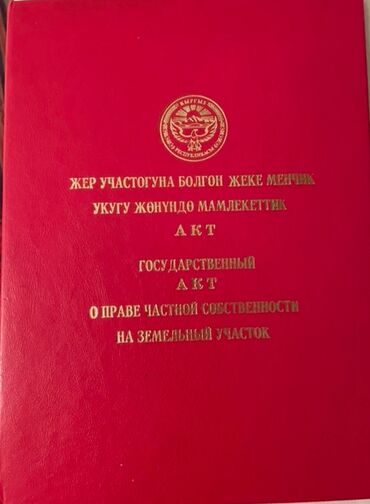 ЖЕР УЧАСТОГУНА БОЛГОН ЖЕКЕ МЕНЧИК
УКУГУ ЖӨНҮНДӨ МАМЛЕКЕТТИК
АКТ
ГОСУДАРСТВЕННЫЙ
АКТ
О ПРАВЕ ЧАСТНОЙ СОБСТВЕННОСТИ
НА ЗЕМЕЛЬНЫЙ УЧАСТОК